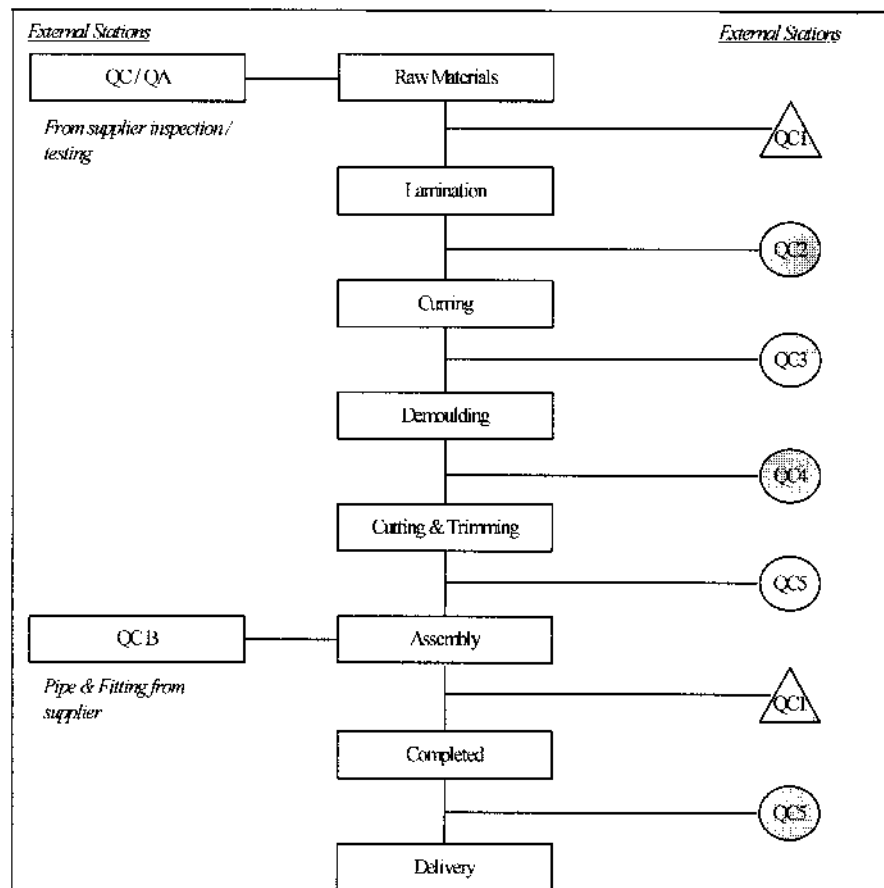 External Stations
External Stations
QC / QA
Raw Materials
From supplier inspection /
testing
QC1
Lamination
QC2
Curring
QC3
Demoulding
QC4
Cutting & Trimming
QC5
QC B
Assembly
Pipe & Fitting from
supplier
QC1
Completed
QC5
Delivery